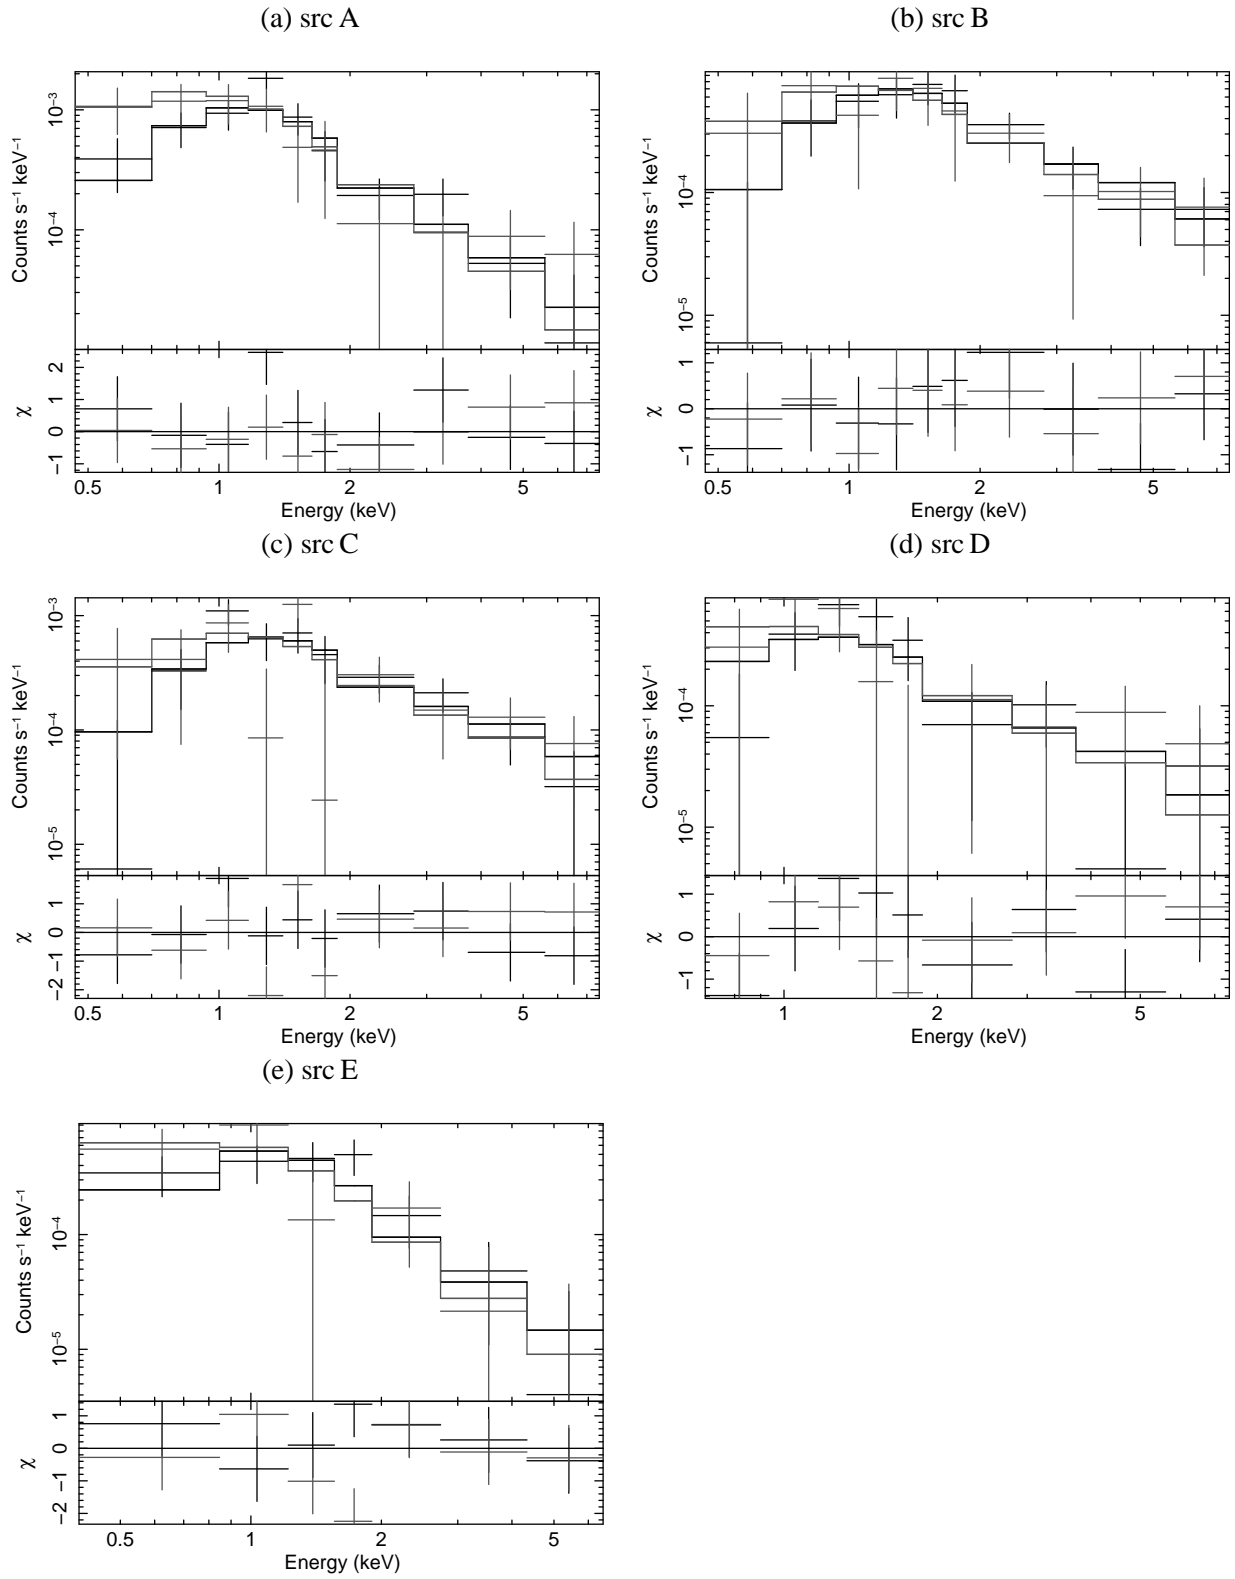 (a) src A
Counts s⁻¹ keV⁻¹
10⁻³
10⁻⁴
χ
2
1
0
−1
0.5 1 2 5
Energy (keV)
(b) src B
Counts s⁻¹ keV⁻¹
10⁻⁴
10⁻⁵
χ
1
0
−1
0.5 1 2 5
Energy (keV)
(c) src C
Counts s⁻¹ keV⁻¹
10⁻³
10⁻⁴
10⁻⁵
χ
1
0
−1
−2
0.5 1 2 5
Energy (keV)
(d) src D
Counts s⁻¹ keV⁻¹
10⁻⁴
10⁻⁵
χ
1
0
−1
1 2 5
Energy (keV)
(e) src E
Counts s⁻¹ keV⁻¹
10⁻⁴
10⁻⁵
χ
1
0
−1
−2
0.5 1 2 5
Energy (keV)